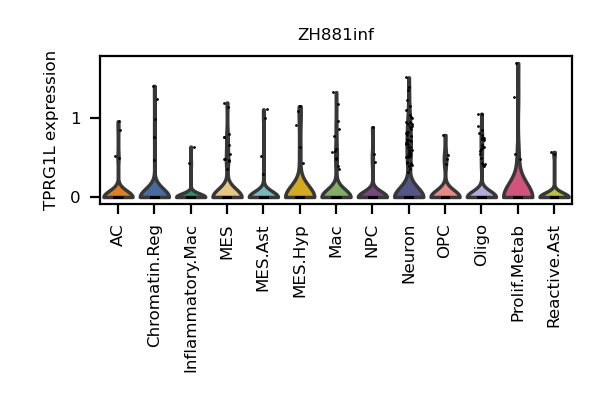 ZH881inf
TPRG1L expression
1
0
AC
Chromatin.Reg
Inflammatory.Mac
MES
MES.Ast
MES.Hyp
Mac
NPC
Neuron
OPC
Oligo
Prolif.Metab
Reactive.Ast